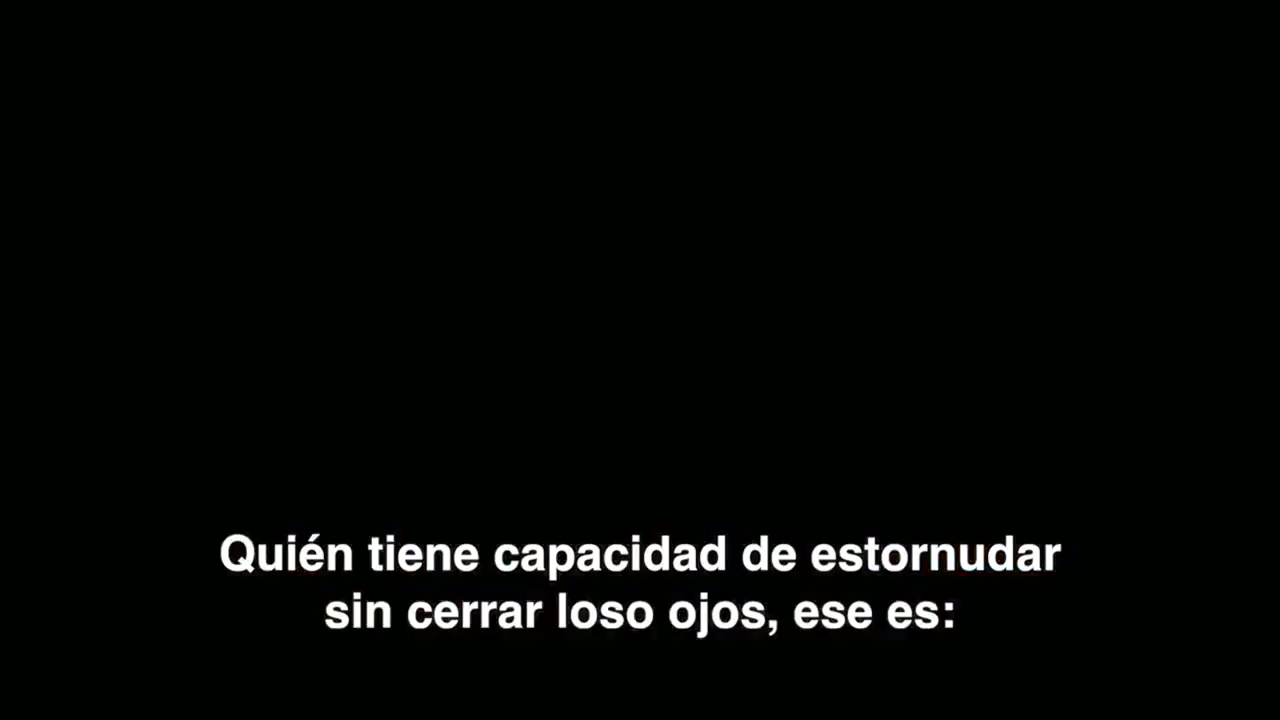 Quién tiene capacidad de estornudar
sin cerrar loso ojos, ese es: